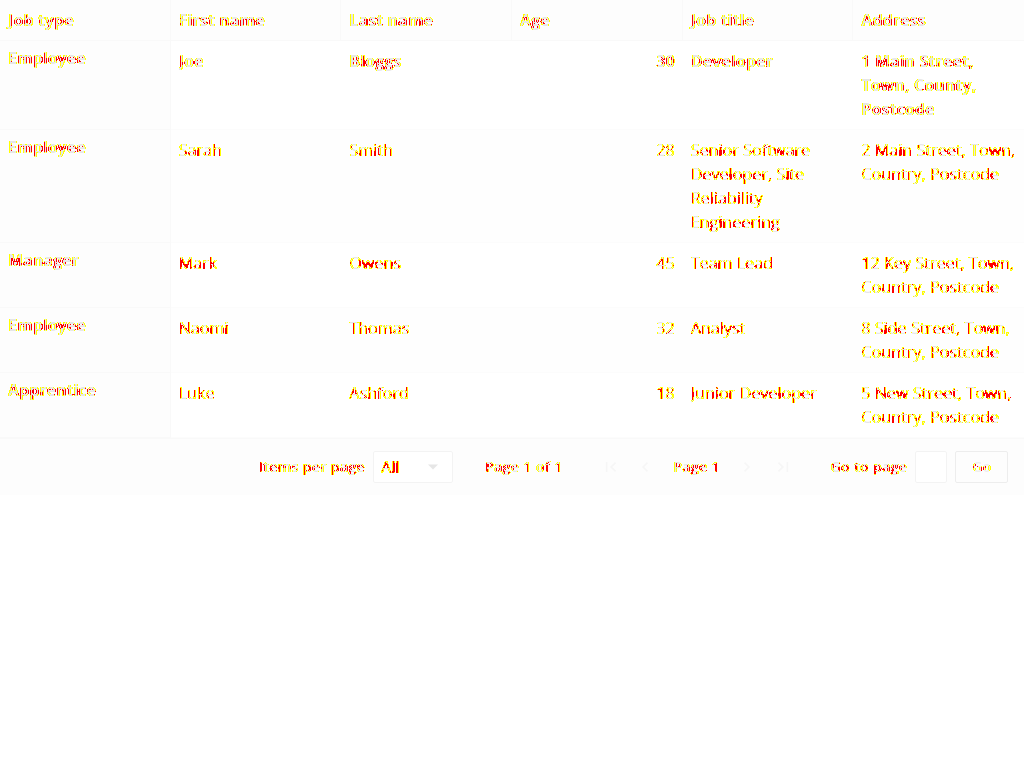 Job type First name Last name Age Job title Address
Employee Joe Bloggs 30 Developer 1 Main Street,
Town, County,
Postcode
Employee Sarah Smith 28 Senior Software 2 Main Street, Town,
Developer, Site Country, Postcode
Reliability
Engineering
Manager Mark Owens 45 Team Lead 12 Key Street, Town,
Country, Postcode
Employee Naomi Thomas 32 Analyst 8 Side Street, Town,
Country, Postcode
Apprentice Luke Ashford 18 Junior Developer 5 New Street, Town,
Country, Postcode
Items per page All Page 1 of 1 Page 1 Go to page Go